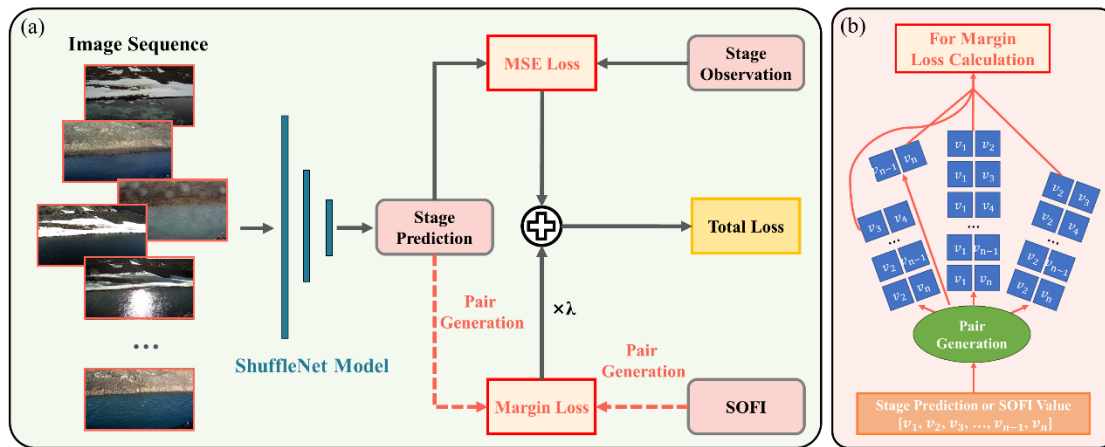 (a)
Image Sequence
...
ShuffleNet Model
Stage
Prediction
MSE Loss
Stage
Observation
Total Loss
×λ
Pair
Generation
Pair
Generation
Margin Loss
SOFI
(b)
For Margin
Loss Calculation
vₙ₋₁ vₙ
v₃ v₄
...
v₂ vₙ₋₁
v₂ vₙ
v₁ v₂
v₁ v₃
v₁ v₄
...
v₁ vₙ₋₁
v₁ vₙ
v₂ v₃
v₂ v₄
...
v₂ vₙ₋₁
v₂ vₙ
Pair
Generation
Stage Prediction or SOFI Value
[v₁, v₂, v₃, ..., vₙ₋₁, vₙ]